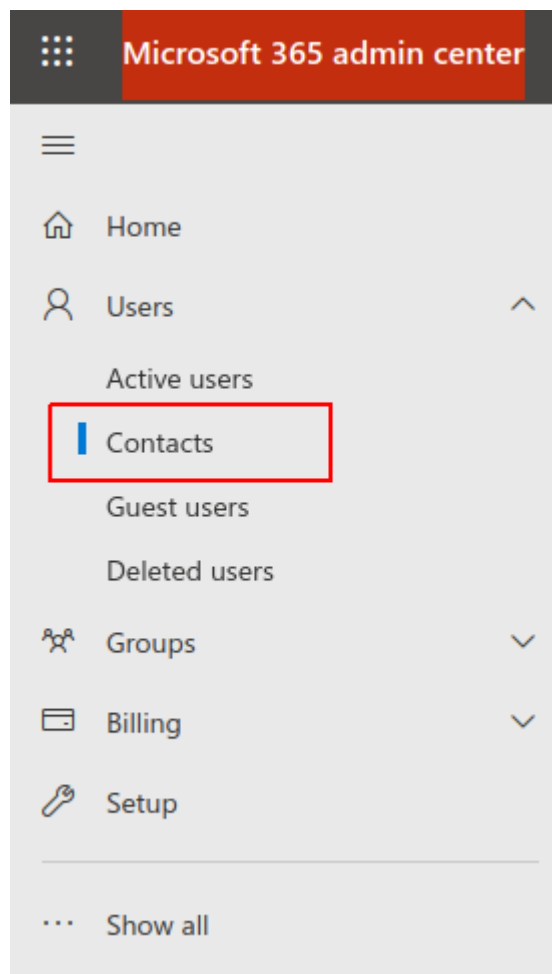 Microsoft 365 admin center
Home
Users
Active users
Contacts
Guest users
Deleted users
Groups
Billing
Setup
Show all